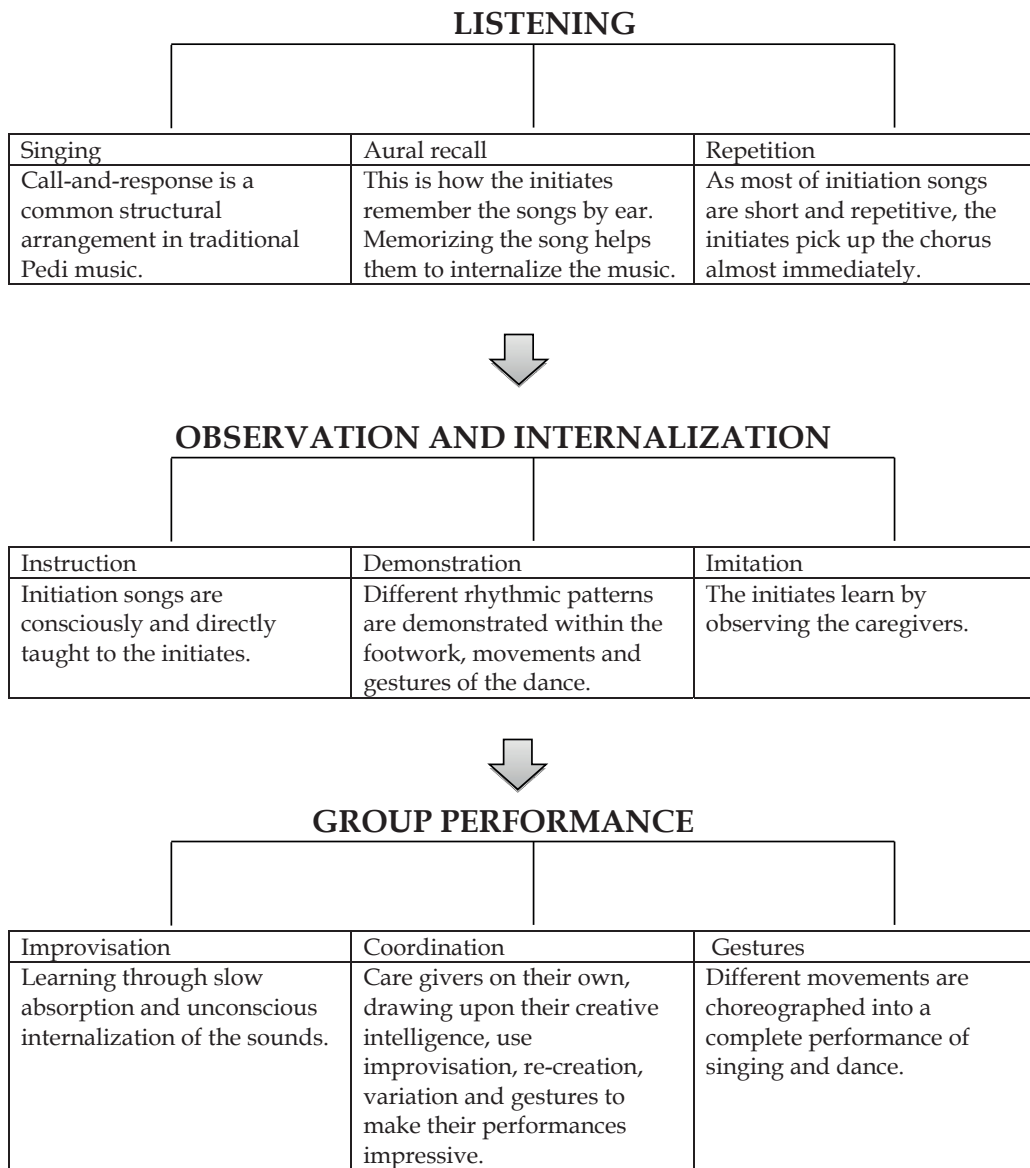 LISTENING
Singing
Call-and-response is a
common structural
arrangement in traditional
Pedi music.
Aural recall
This is how the initiates
remember the songs by ear.
Memorizing the song helps
them to internalize the music.
Repetition
As most of initiation songs
are short and repetitive, the
initiates pick up the chorus
almost immediately.
OBSERVATION AND INTERNALIZATION
Instruction
Initiation songs are
consciously and directly
taught to the initiates.
Demonstration
Different rhythmic patterns
are demonstrated within the
footwork, movements and
gestures of the dance.
Imitation
The initiates learn by
observing the caregivers.
GROUP PERFORMANCE
Improvisation
Learning through slow
absorption and unconscious
internalization of the sounds.
Coordination
Care givers on their own,
drawing upon their creative
intelligence, use
improvisation, re-creation,
variation and gestures to
make their performances
impressive.
Gestures
Different movements are
choreographed into a
complete performance of
singing and dance.